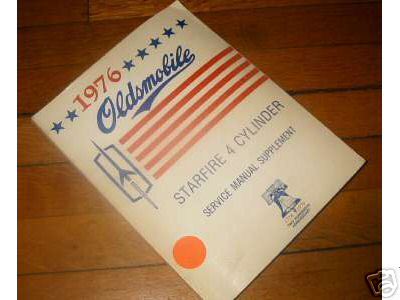 ★★ 1976 ★★★★★
Oldsmobile
STARFIRE 4 CYLINDER
SERVICE MANUAL SUPPLEMENT